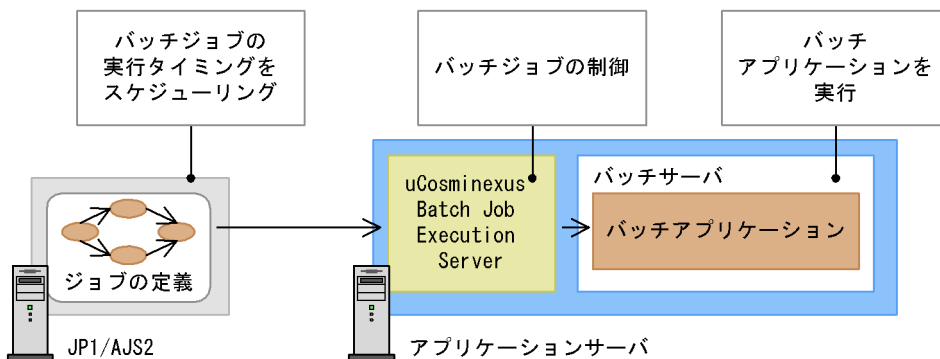 バッチジョブの
実行タイミングを
スケジューリング
バッチジョブの制御
バッチ
アプリケーションを
実行
uCosminexus
Batch Job
Execution
Server
バッチサーバ
バッチアプリケーション
ジョブの定義
JP1/AJS2
アプリケーションサーバ